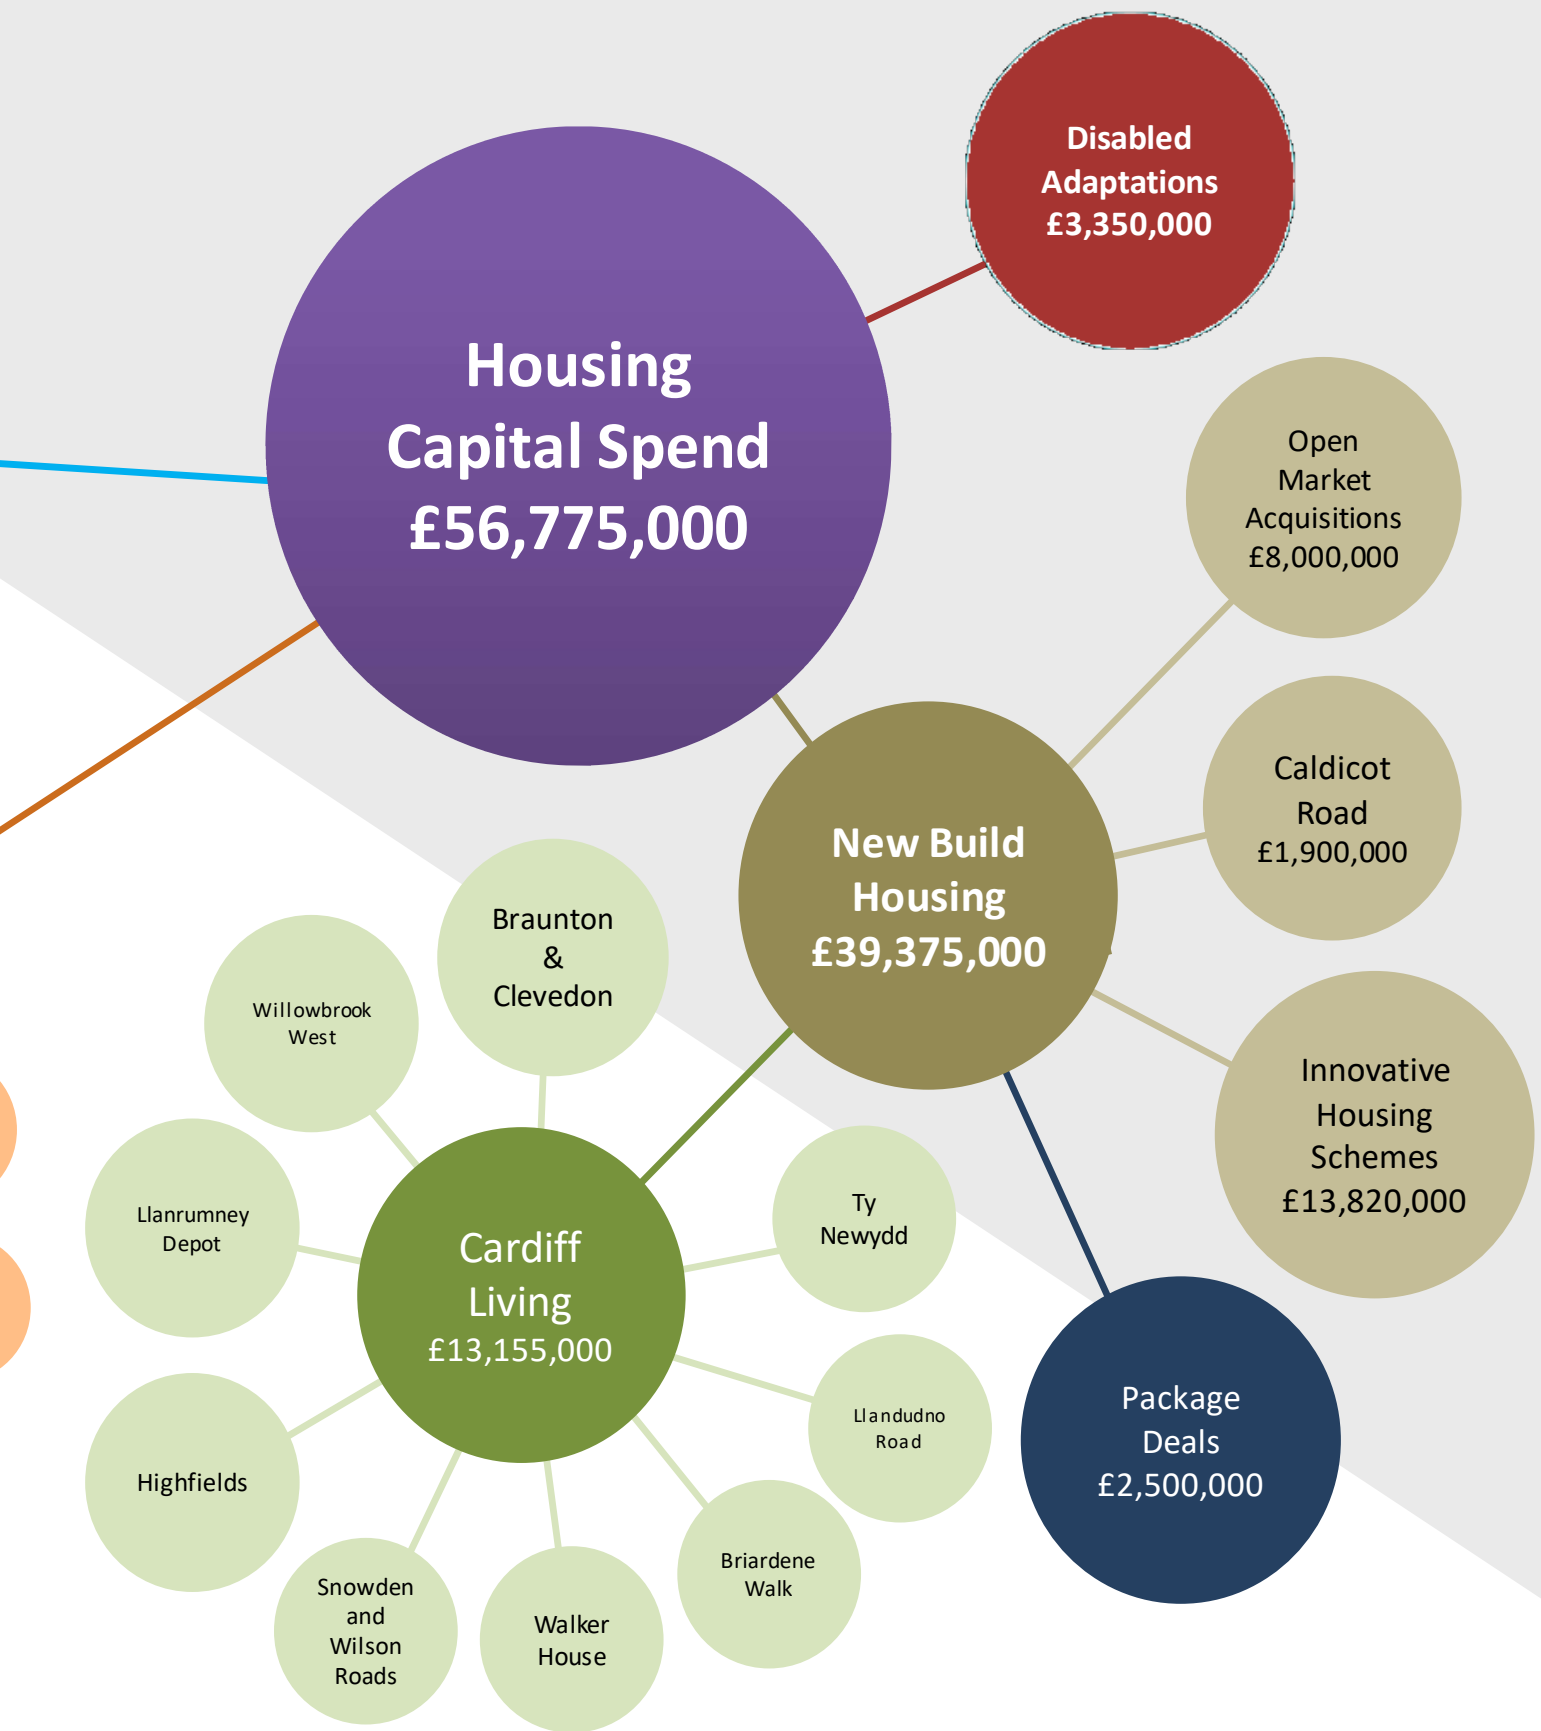 Disabled
Adaptations
£3,350,000
Housing
Capital Spend
£56,775,000
Open
Market
Acquisitions
£8,000,000
Caldicot
Road
£1,900,000
New Build
Housing
£39,375,000
Braunton
&
Clevedon
Willowbrook
West
Innovative
Housing
Schemes
£13,820,000
Llanrumney
Depot
Ty
Newydd
Cardiff
Living
£13,155,000
Llandudno
Road
Package
Deals
£2,500,000
Highfields
Briardene
Walk
Snowden
and
Wilson
Roads
Walker
House